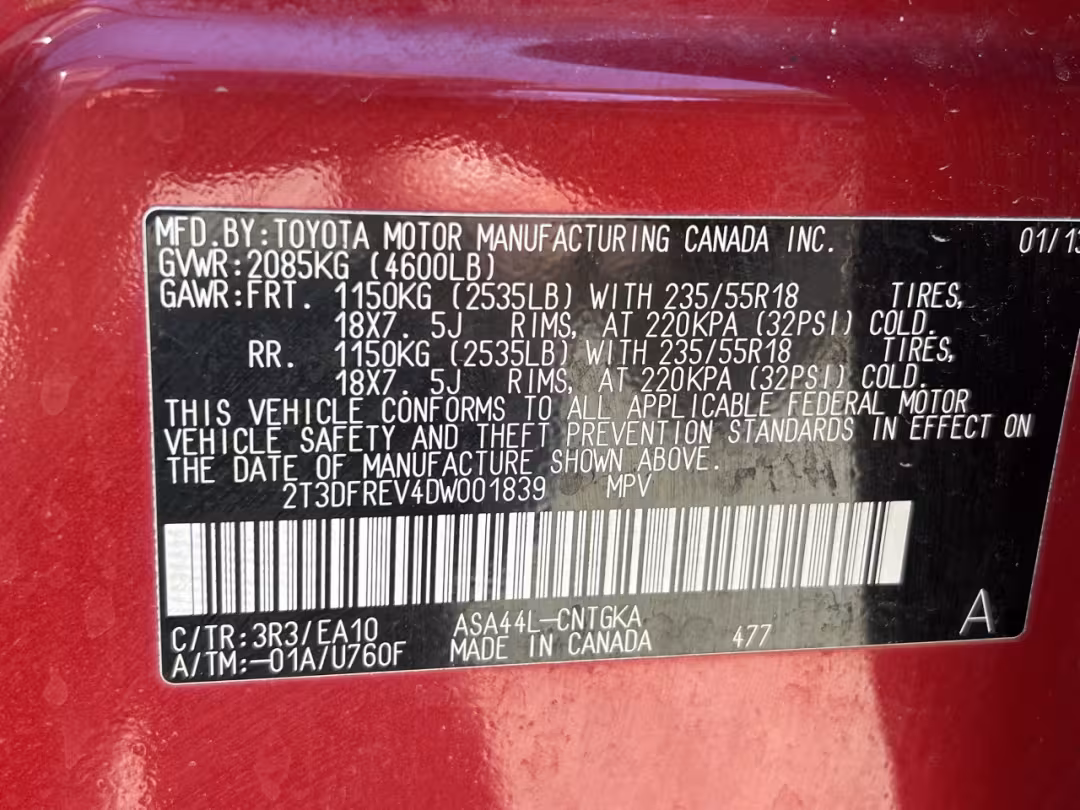 MFD.BY:TOYOTA MOTOR MANUFACTURING CANADA INC. 01/13
GVWR:2085KG (4600LB)
GAWR:FRT. 1150KG (2535LB) WITH 235/55R18 TIRES,
18X7. 5J RIMS, AT 220KPA (32PSI) COLD.
RR. 1150KG (2535LB) WITH 235/55R18 TIRES,
18X7. 5J RIMS, AT 220KPA (32PSI) COLD.
THIS VEHICLE CONFORMS TO ALL APPLICABLE FEDERAL MOTOR
VEHICLE SAFETY AND THEFT PREVENTION STANDARDS IN EFFECT ON
THE DATE OF MANUFACTURE SHOWN ABOVE.
2T3DFREV4DW001839 MPV
C/TR:3R3/EA10 ASA44L-CNTGKA 477 A
A/TM:-01A/U760F MADE IN CANADA